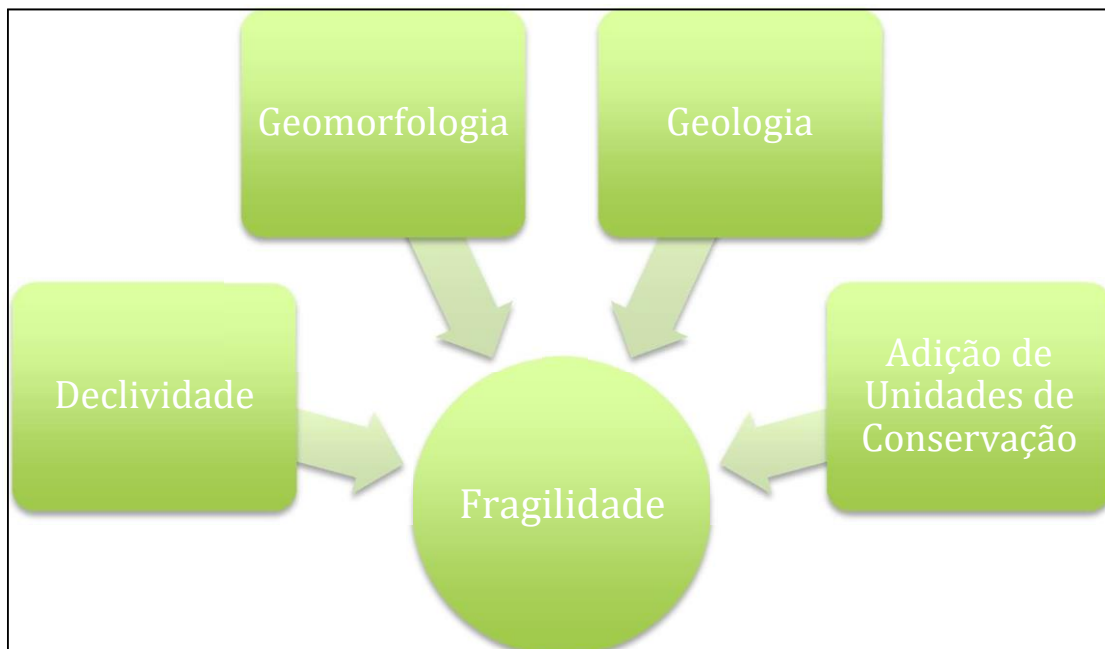 Geomorfologia
Geologia
Declividade
Adição de
Unidades de
Conservação
Fragilidade